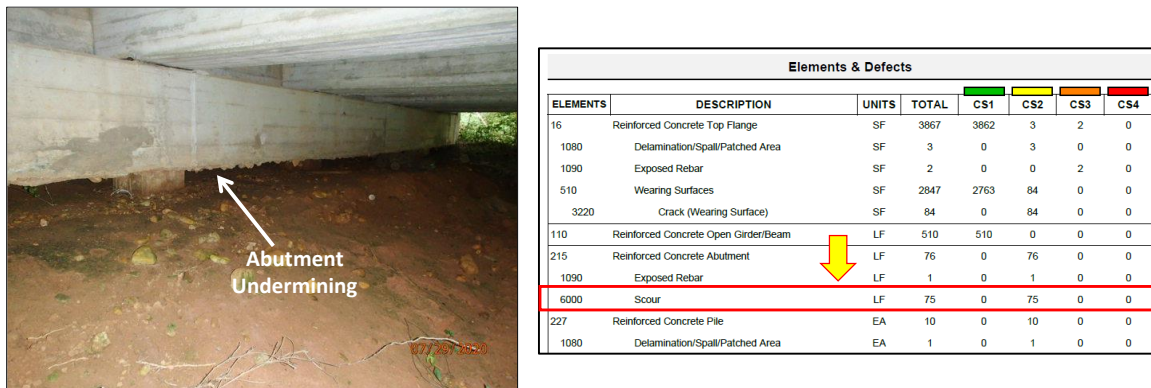 Abutment
Undermining
07/29/2020
Elements & Defects
ELEMENTS DESCRIPTION UNITS TOTAL CS1 CS2 CS3 CS4
16 Reinforced Concrete Top Flange SF 3867 3862 3 2 0
1080 Delamination/Spall/Patched Area SF 3 0 3 0 0
1090 Exposed Rebar SF 2 0 0 2 0
510 Wearing Surfaces SF 2847 2763 84 0 0
3220 Crack (Wearing Surface) SF 84 0 84 0 0
110 Reinforced Concrete Open Girder/Beam LF 510 510 0 0 0
215 Reinforced Concrete Abutment LF 76 0 76 0 0
1090 Exposed Rebar LF 1 0 1 0 0
6000 Scour LF 75 0 75 0 0
227 Reinforced Concrete Pile EA 10 0 10 0 0
1080 Delamination/Spall/Patched Area EA 1 0 1 0 0